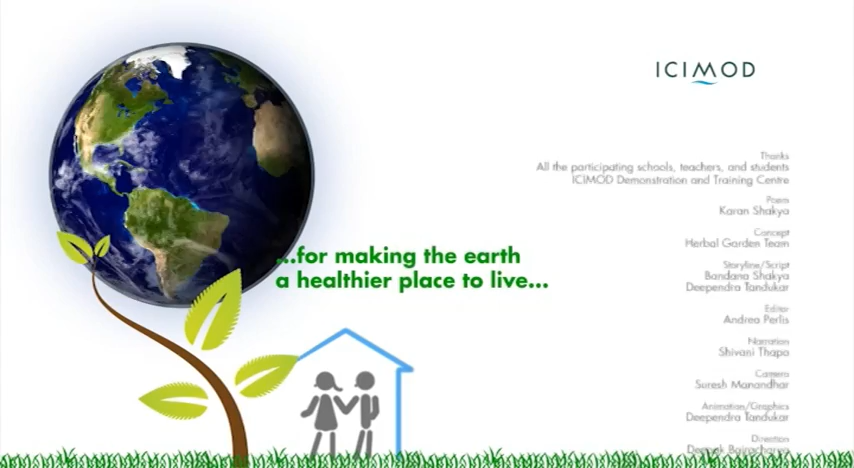 ICIMOD
Thanks
All the participating schools, teachers, and students
ICIMOD Demonstration and Training Centre
Poem
Karan Shakya
Concept
Herbal Garden Team
...for making the earth
a healthier place to live...
Storyline/Script
Bandana Shakya
Deependra Tandukar
Editor
Andrea Perlis
Narration
Shivani Thapa
Camera
Suresh Manandhar
Animation/Graphics
Deependra Tandukar
Direction
Deepak Bajracharya